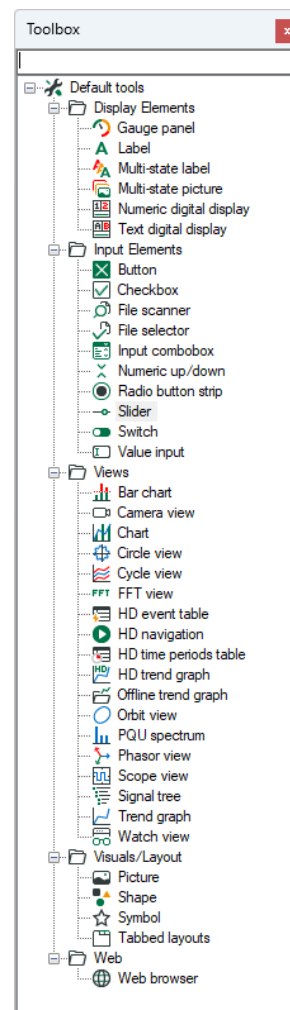 Toolbox
x
Default tools
Display Elements
Gauge panel
A Label
Multi-state label
Multi-state picture
12 Numeric digital display
AB Text digital display
Input Elements
Button
Checkbox
File scanner
File selector
Input combobox
Numeric up/down
Radio button strip
Slider
Switch
Value input
Views
Bar chart
Camera view
Chart
Circle view
Cycle view
FFT FFT view
HD event table
HD navigation
HD time periods table
HD HD trend graph
Offline trend graph
Orbit view
PQU spectrum
Phasor view
Scope view
Signal tree
Trend graph
Watch view
Visuals/Layout
Picture
Shape
Symbol
Tabbed layouts
Web
Web browser